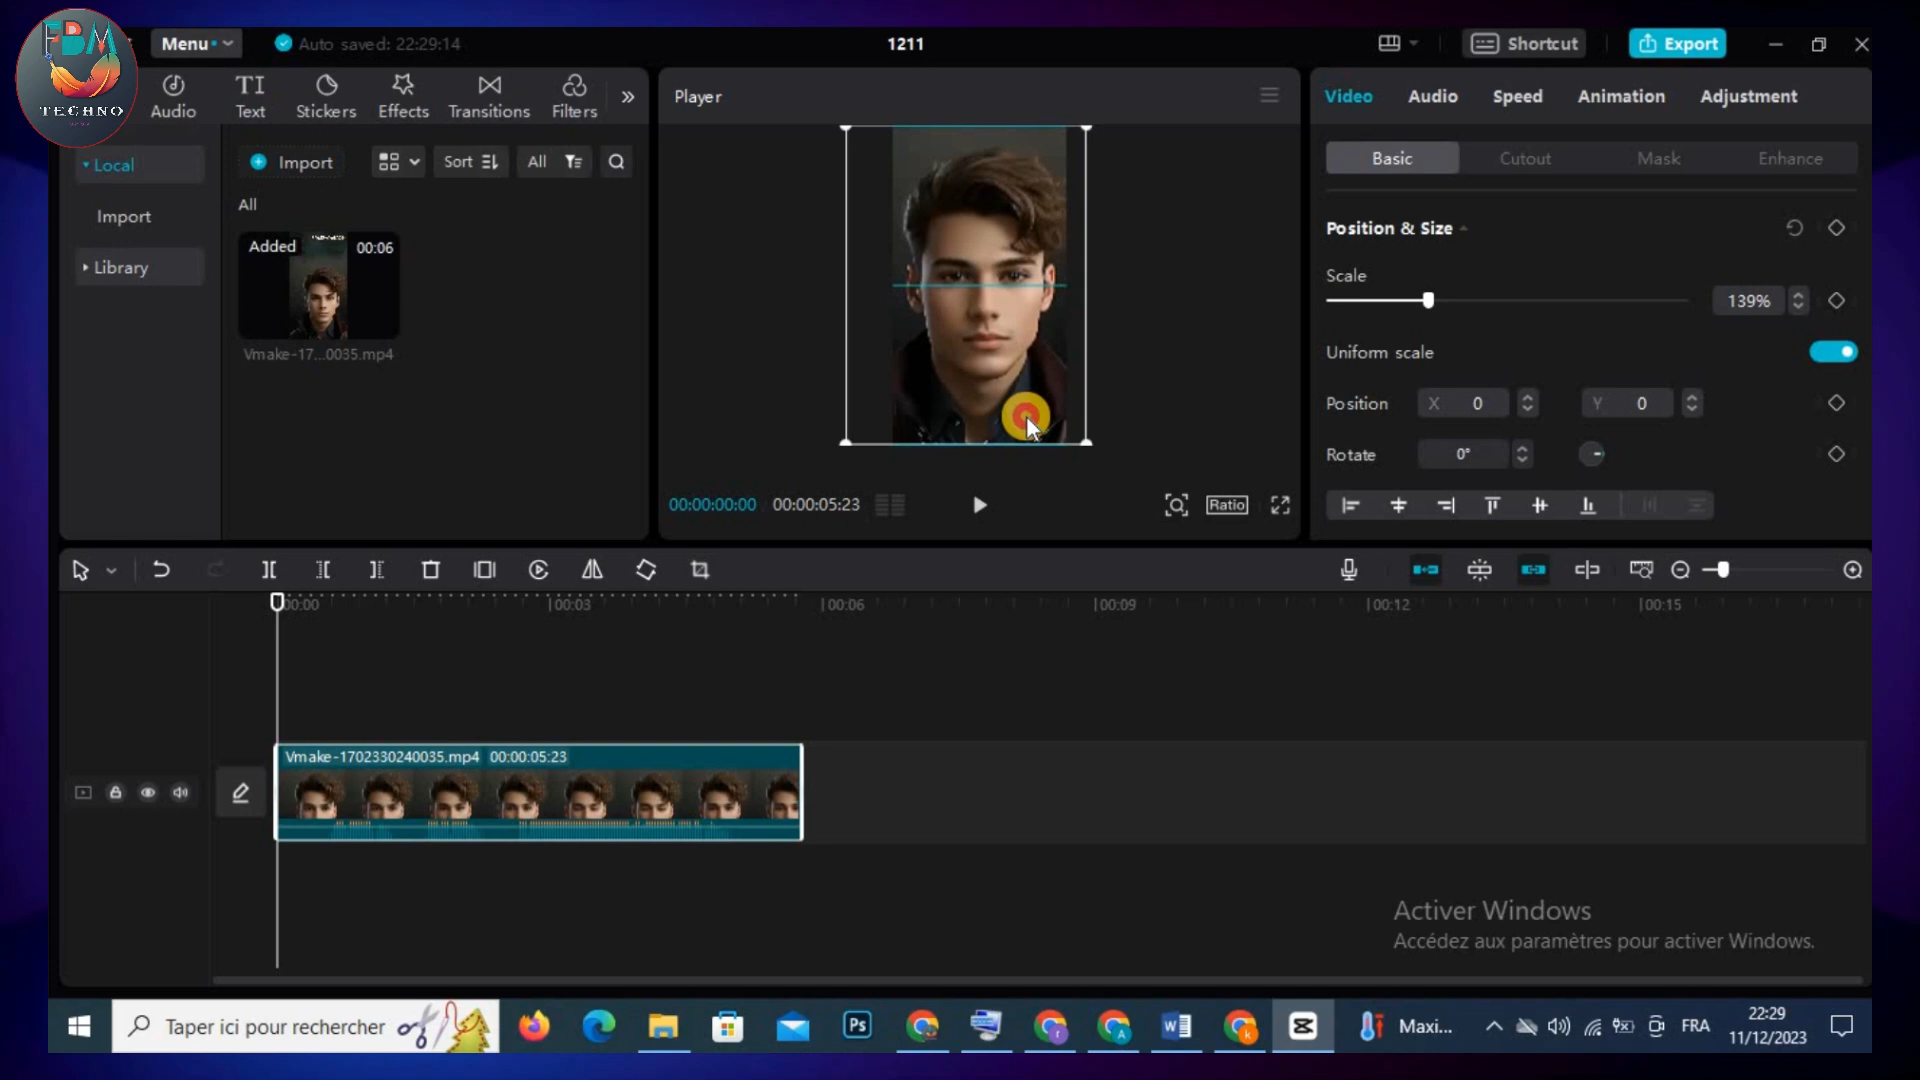 FBM
TECHNO
Menu
Auto saved: 22:29:14
1211
Shortcut
Export
Audio
TI
Text
Stickers
Effects
Transitions
Filters
Player
Video
Audio
Speed
Animation
Adjustment
Local
Import
Sort
All
Basic
Cutout
Mask
Enhance
Import
All
Library
Added
00:06
Vmake-17...0035.mp4
Position & Size
Scale
139%
Uniform scale
Position
X 0
Y 0
Rotate
0°
00:00:00:00
00:00:05:23
Ratio
00:00
00:03
00:06
00:09
00:12
00:15
Vmake-1702330240035.mp4 00:00:05:23
Activer Windows
Accédez aux paramètres pour activer Windows.
Taper ici pour rechercher
Ps
Maxi...
FRA
22:29
11/12/2023